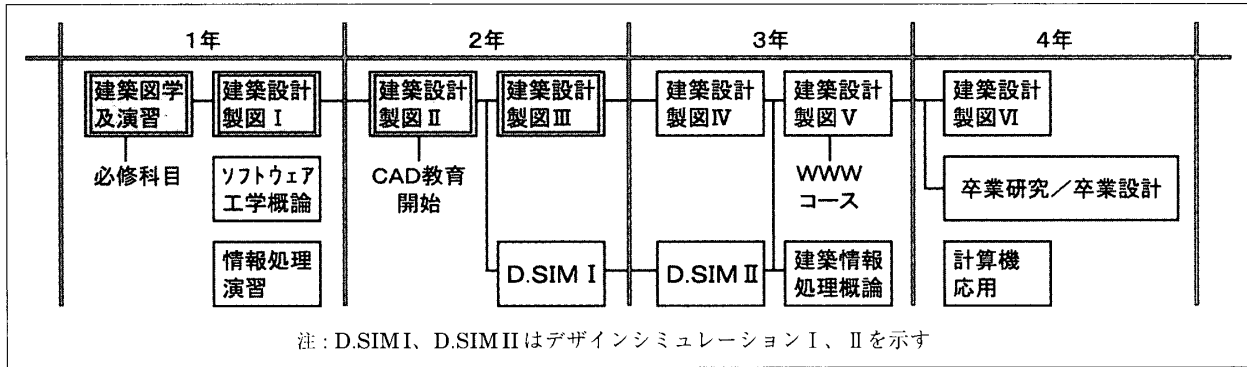 1年
2年
3年
4年
建築図学
及演習
必修科目
建築設計
製図Ⅰ
ソフトウェア
工学概論
情報処理
演習
建築設計
製図Ⅱ
CAD教育
開始
建築設計
製図Ⅲ
D.SIMⅠ
建築設計
製図Ⅳ
D.SIMⅡ
建築設計
製図Ⅴ
WWW
コース
建築情報
処理概論
建築設計
製図Ⅵ
卒業研究／卒業設計
計算機
応用
注：D.SIMⅠ、D.SIMⅡはデザインシミュレーションⅠ、Ⅱを示す